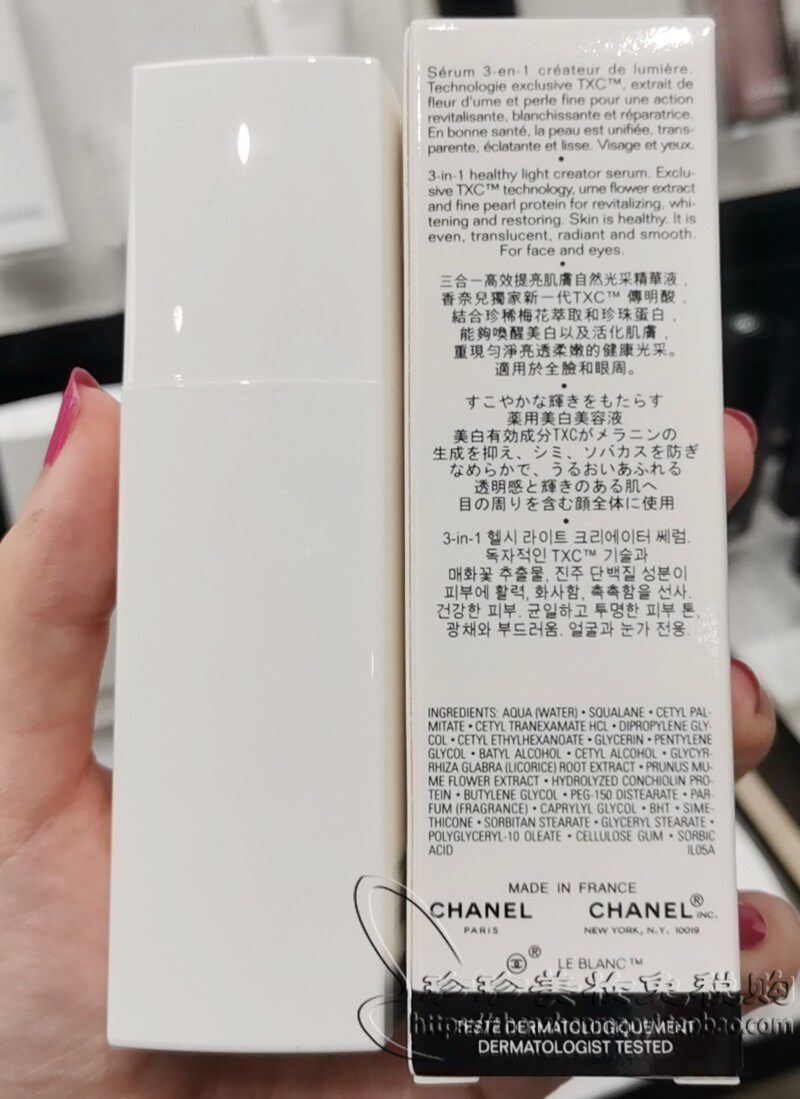 Sérum 3-en-1 créateur de lumière.
Technologie exclusive TXC™, extrait de
fleur d'ume et perle fine pour une action
revitalisante, blanchissante et réparatrice.
En bonne santé, la peau est unifiée, trans-
parente, éclatante et lisse. Visage et yeux.
•
3-in-1 healthy light creator serum. Exclu-
sive TXC™ technology, ume flower extract
and fine pearl protein for revitalizing, whi-
tening and restoring. Skin is healthy. It is
even, translucent, radiant and smooth.
For face and eyes.
•
三合一高效提亮肌膚自然光采精華液，
香奈兒獨家新一代TXC™ 傳明酸，
結合珍稀梅花萃取和珍珠蛋白，
能夠喚醒美白以及活化肌膚，
重現勻淨亮透柔嫩的健康光采。
適用於全臉和眼周。
•
すこやかな輝きをもたらす
薬用美白美容液
美白有効成分TXCがメラニンの
生成を抑え、シミ、ソバカスを防ぎ
なめらかで、うるおいあふれる
透明感と輝きのある肌へ
目の周りを含む顔全体に使用
•
3-in-1 헬시 라이트 크리에이터 쎄럼.
독자적인 TXC™ 기술과
매화꽃 추출물, 진주 단백질 성분이
피부에 활력, 화사함, 촉촉함을 선사.
건강한 피부. 균일하고 투명한 피부 톤,
광채와 부드러움. 얼굴과 눈가 전용.
INGREDIENTS: AQUA (WATER) • SQUALANE • CETYL PAL-
MITATE • CETYL TRANEXAMATE HCL • DIPROPYLENE GLY-
COL • CETYL ETHYLHEXANOATE • GLYCERIN • PENTYLENE
GLYCOL • BATYL ALCOHOL • CETYL ALCOHOL • GLYCYR-
RHIZA GLABRA (LICORICE) ROOT EXTRACT • PRUNUS MU-
ME FLOWER EXTRACT • HYDROLYZED CONCHIOLIN PRO-
TEIN • BUTYLENE GLYCOL • PEG-150 DISTEARATE • PAR-
FUM (FRAGRANCE) • CAPRYLYL GLYCOL • BHT • SIME-
THICONE • SORBITAN STEARATE • GLYCERYL STEARATE •
POLYGLYCERYL-10 OLEATE • CELLULOSE GUM • SORBIC
ACID IL05A
MADE IN FRANCE
CHANEL CHANEL® INC.
PARIS NEW YORK, N.Y. 10019
® LE BLANC™
珍珍美妆免税购
TESTÉ DERMATOLOGIQUEMENT
DERMATOLOGIST TESTED